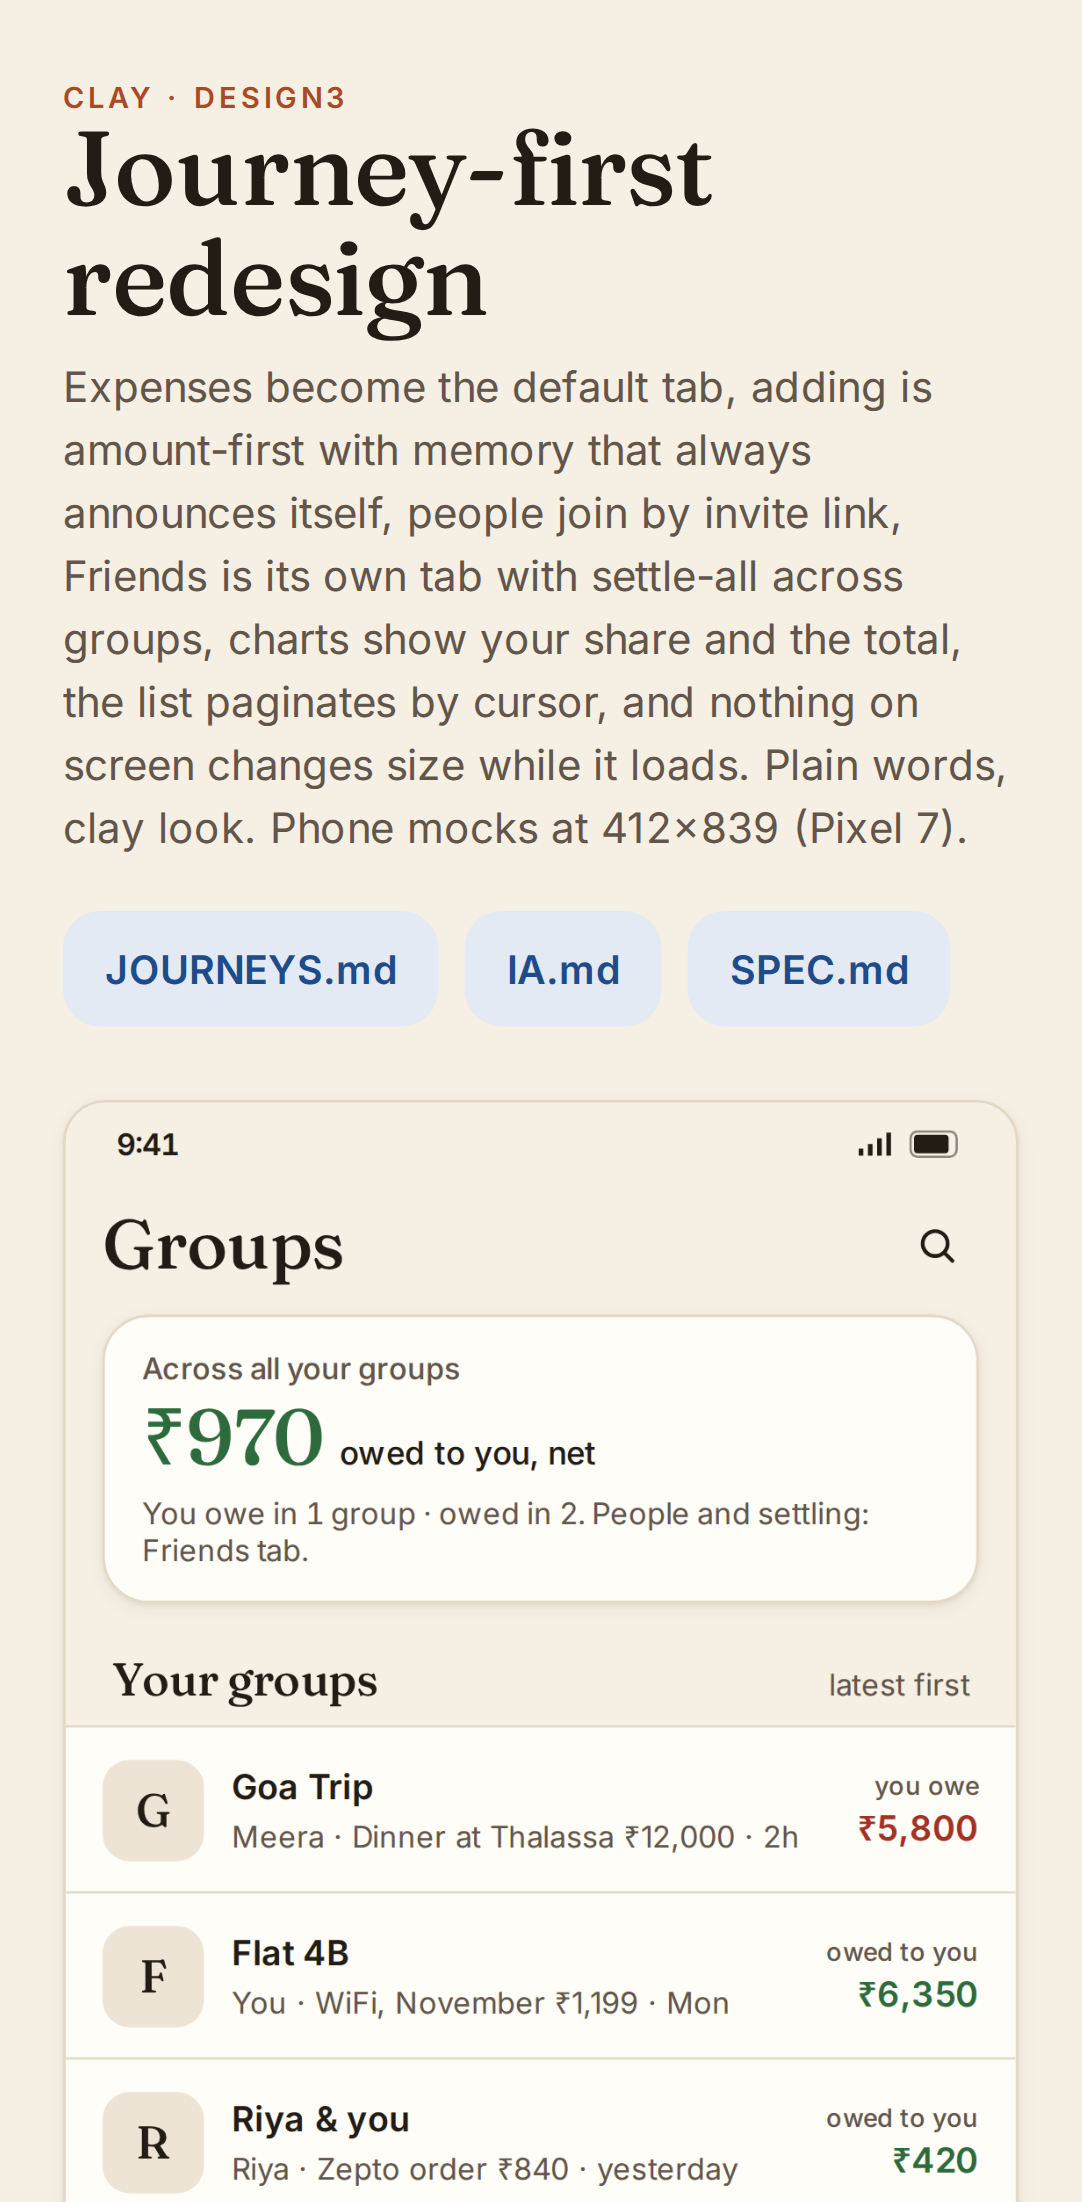 CLAY · DESIGN3
Journey-first
redesign
Expenses become the default tab, adding is
amount-first with memory that always
announces itself, people join by invite link,
Friends is its own tab with settle-all across
groups, charts show your share and the total,
the list paginates by cursor, and nothing on
screen changes size while it loads. Plain words,
clay look. Phone mocks at 412×839 (Pixel 7).
JOURNEYS.md IA.md SPEC.md
9:41
Groups
Across all your groups
₹970 owed to you, net
You owe in 1 group · owed in 2. People and settling:
Friends tab.
Your groups latest first
G Goa Trip you owe
Meera · Dinner at Thalassa ₹12,000 · 2h ₹5,800
F Flat 4B owed to you
You · WiFi, November ₹1,199 · Mon ₹6,350
R Riya & you owed to you
Riya · Zepto order ₹840 · yesterday ₹420